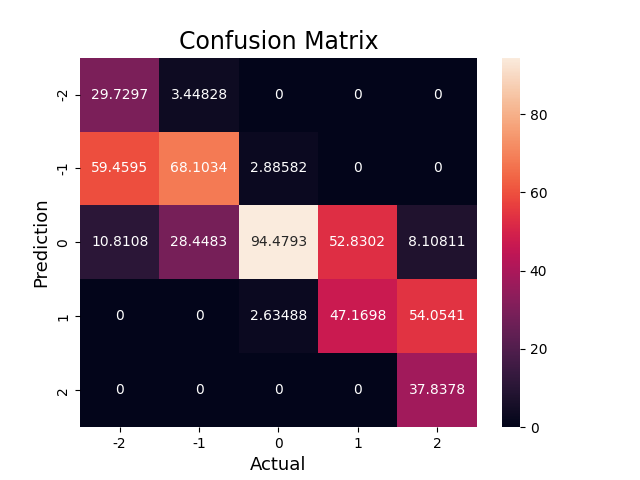 Confusion Matrix
-2 29.7297 3.44828 0 0 0
-1 59.4595 68.1034 2.88582 0 0
0 10.8108 28.4483 94.4793 52.8302 8.10811
1 0 0 2.63488 47.1698 54.0541
2 0 0 0 0 37.8378
-2 -1 0 1 2
Prediction
Actual
80
60
40
20
0